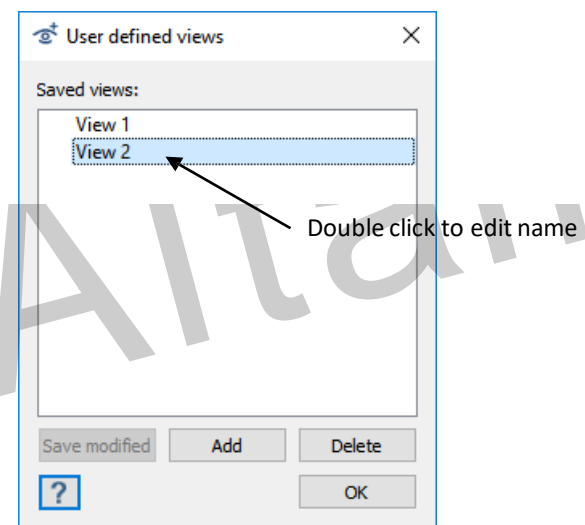 User defined views
Saved views:
View 1
View 2
Double click to edit name
Save modified Add Delete
? OK